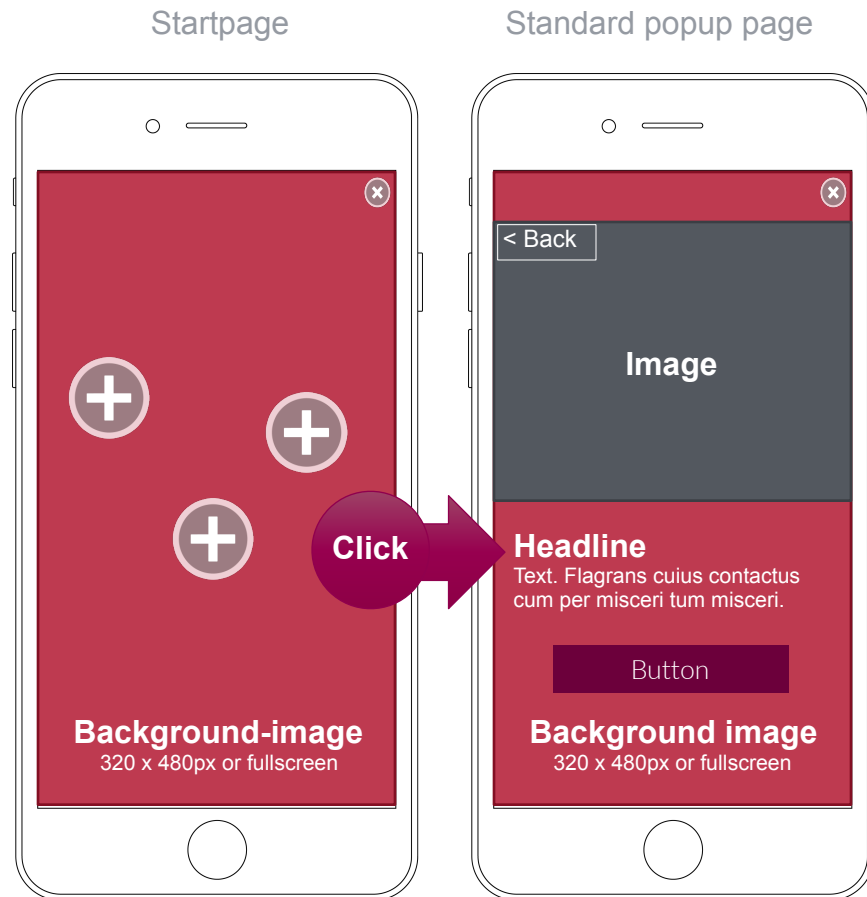 Startpage
Standard popup page
< Back
Image
Click
Headline
Text. Flagrans cuius contactus
cum per misceri tum misceri.
Button
Background-image
320 x 480px or fullscreen
Background image
320 x 480px or fullscreen